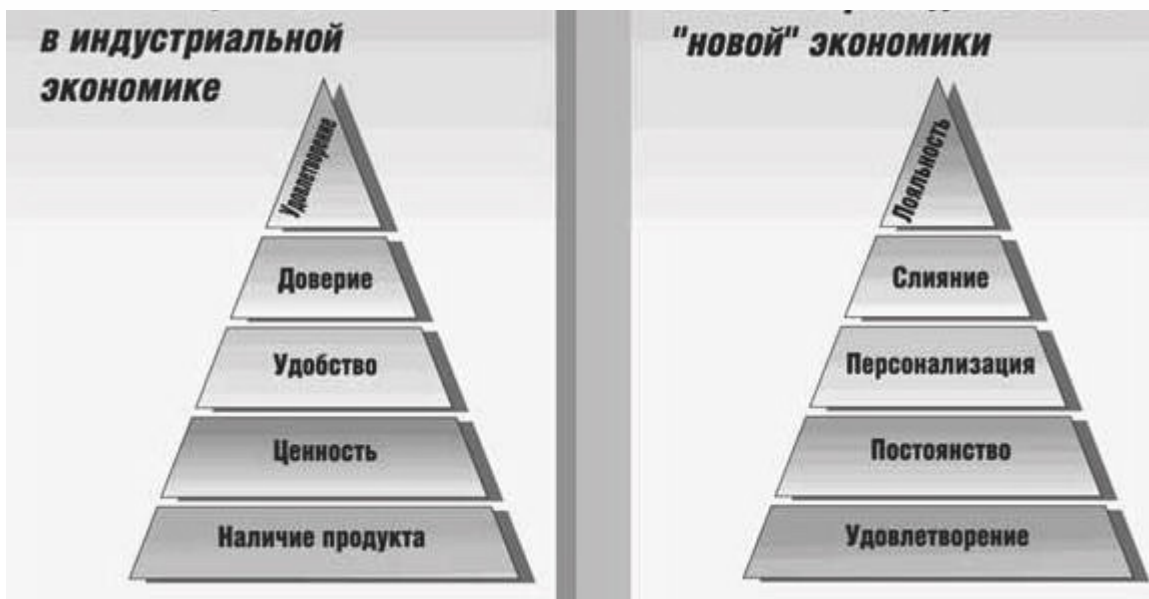 в индустриальной
экономике
Удовлетворение
Доверие
Удобство
Ценность
Наличие продукта
"новой" экономики
Лояльность
Слияние
Персонализация
Постоянство
Удовлетворение